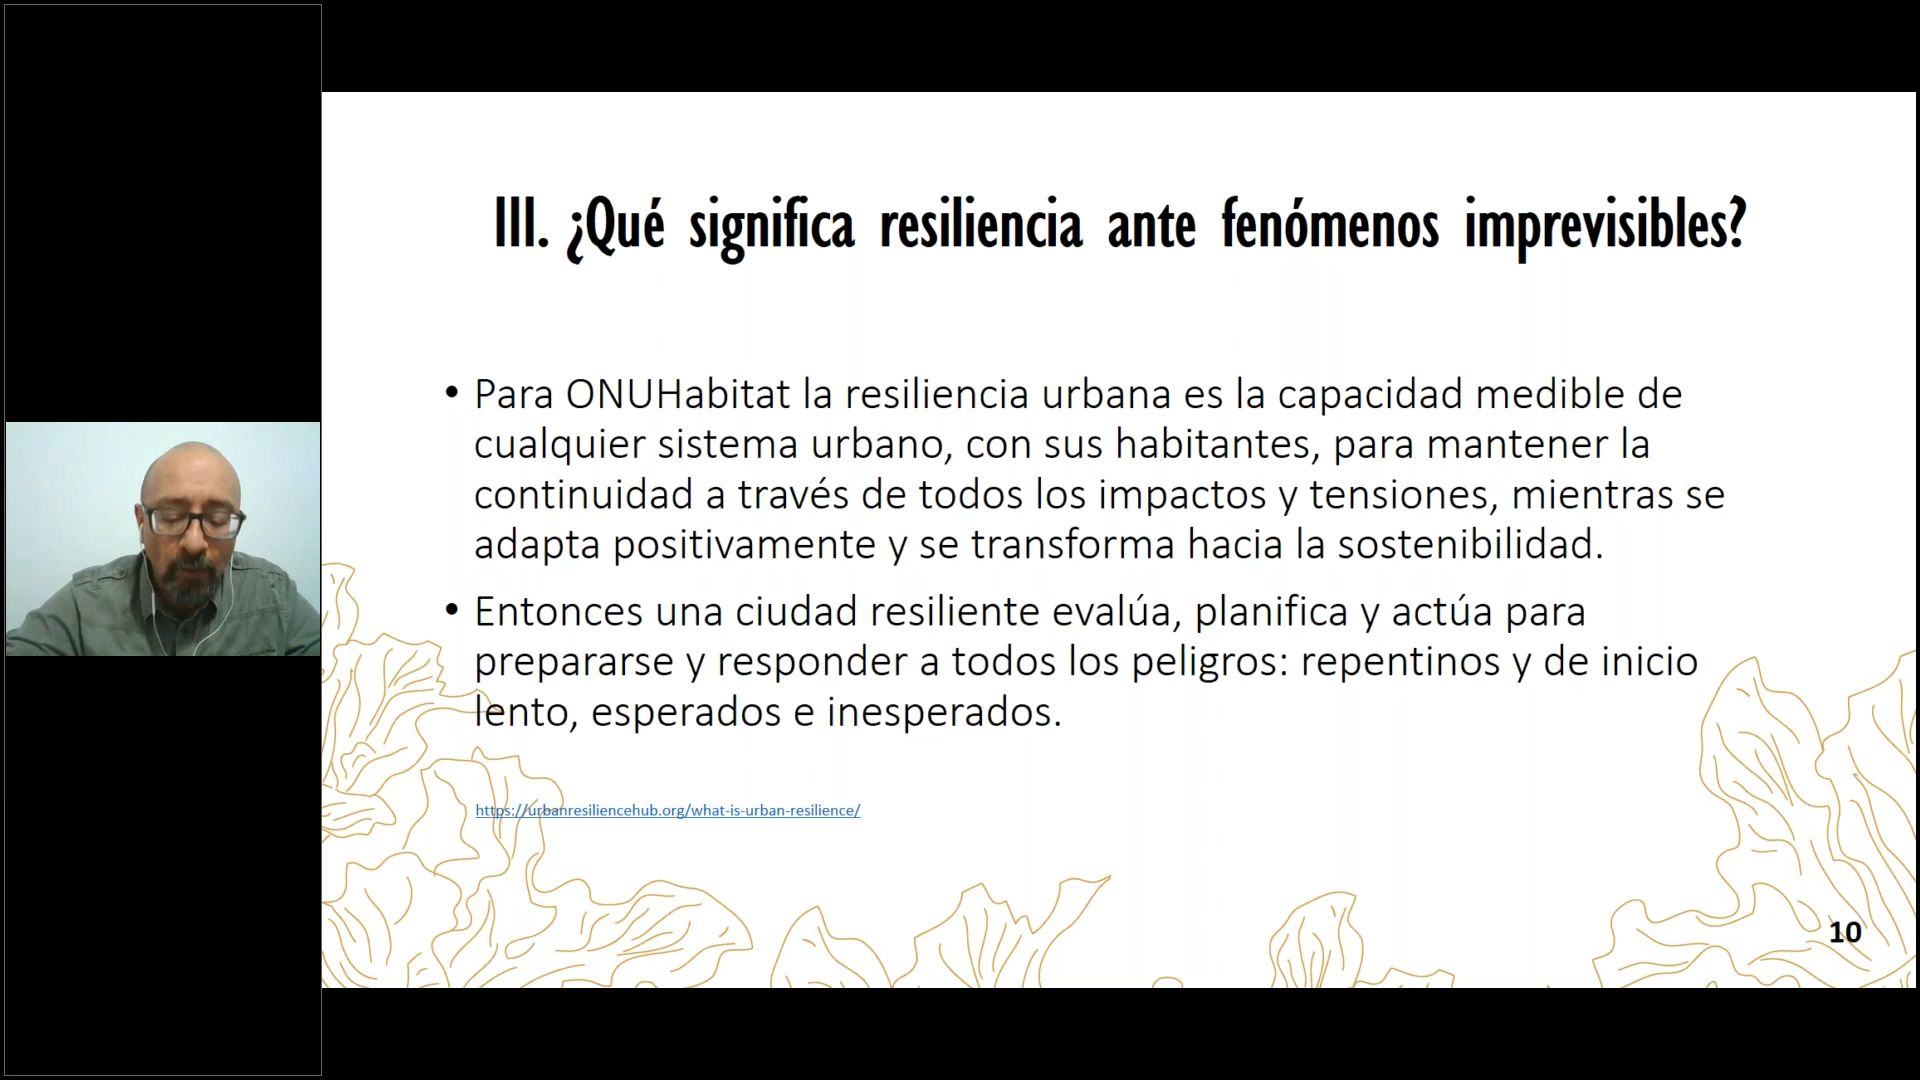 III. ¿Qué significa resiliencia ante fenómenos imprevisibles?
• Para ONUHabitat la resiliencia urbana es la capacidad medible de
cualquier sistema urbano, con sus habitantes, para mantener la
continuidad a través de todos los impactos y tensiones, mientras se
adapta positivamente y se transforma hacia la sostenibilidad.
• Entonces una ciudad resiliente evalúa, planifica y actúa para
prepararse y responder a todos los peligros: repentinos y de inicio
lento, esperados e inesperados.
https://urbanresiliencehub.org/what-is-urban-resilience/
10